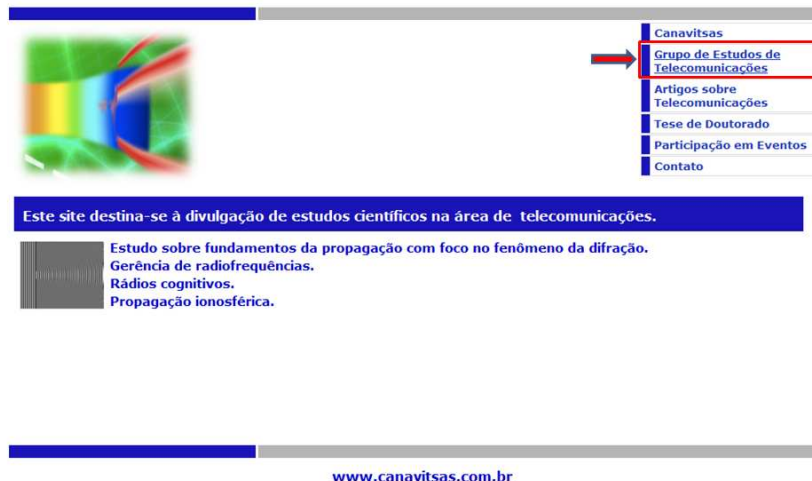 Canavitsas
Grupo de Estudos de
Telecomunicações
Artigos sobre
Telecomunicações
Tese de Doutorado
Participação em Eventos
Contato
Este site destina-se à divulgação de estudos científicos na área de telecomunicações.
Estudo sobre fundamentos da propagação com foco no fenômeno da difração.
Gerência de radiofrequências.
Rádios cognitivos.
Propagação ionosférica.
www.canavitsas.com.br